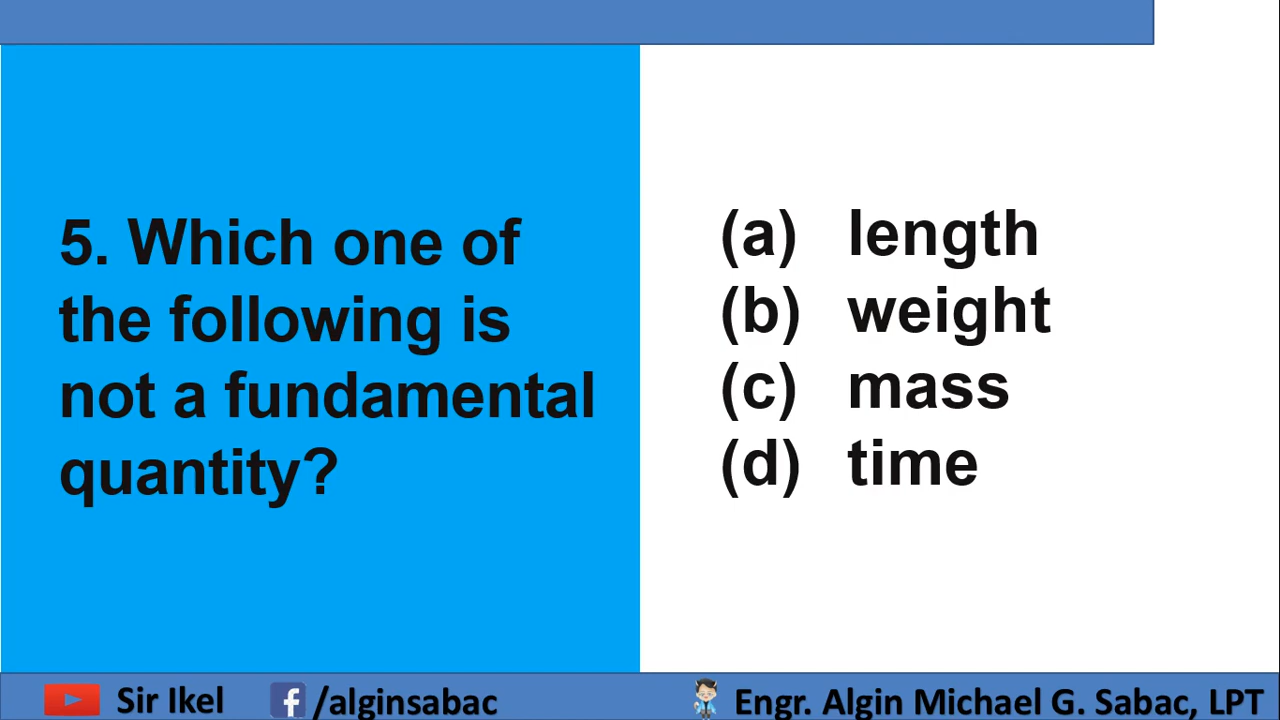 5. Which one of
the following is
not a fundamental
quantity?
(a) length
(b) weight
(c) mass
(d) time
Sir Ikel /alginsabac Engr. Algin Michael G. Sabac, LPT